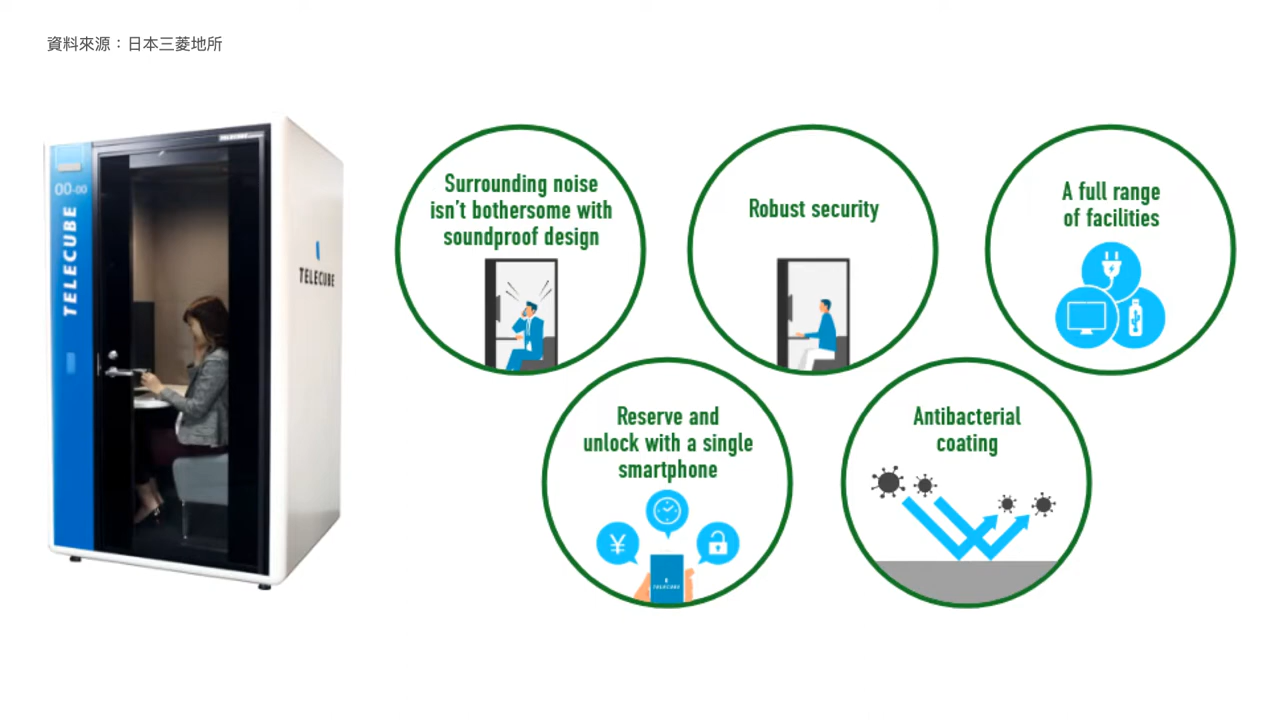 資料來源：日本三菱地所
00-00
TELECUBE
TELECUBE
Surrounding noise
isn't bothersome with
soundproof design
Robust security
A full range
of facilities
Reserve and
unlock with a single
smartphone
¥
TELECUBE
Antibacterial
coating